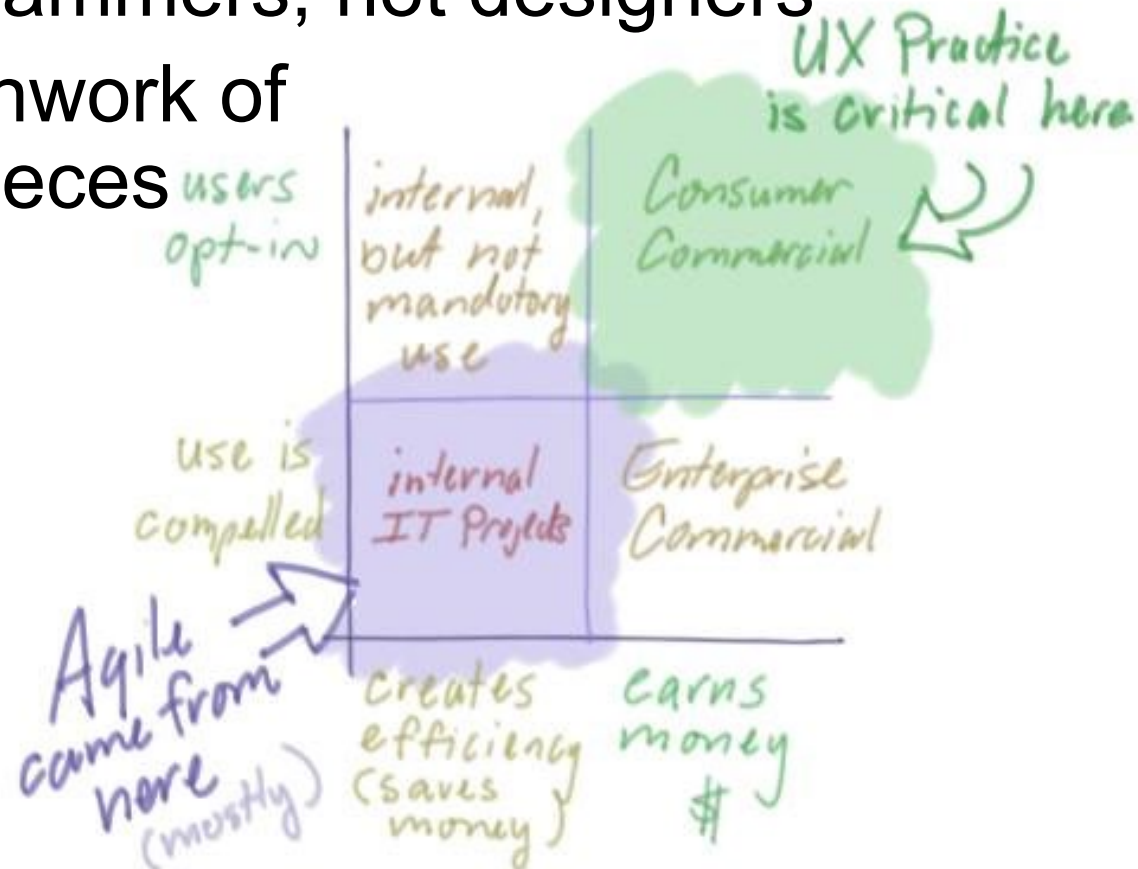 ammers, not designers
nwork of
eces
UX Practice
is critical here
users
opt-in
internal,
but not
mandatory
use
Consumer
Commercial
use is
compelled
internal
IT Projects
Enterprise
Commercial
Agile
came from
here
(mostly)
creates
efficiency
(saves
money)
earns
money
$